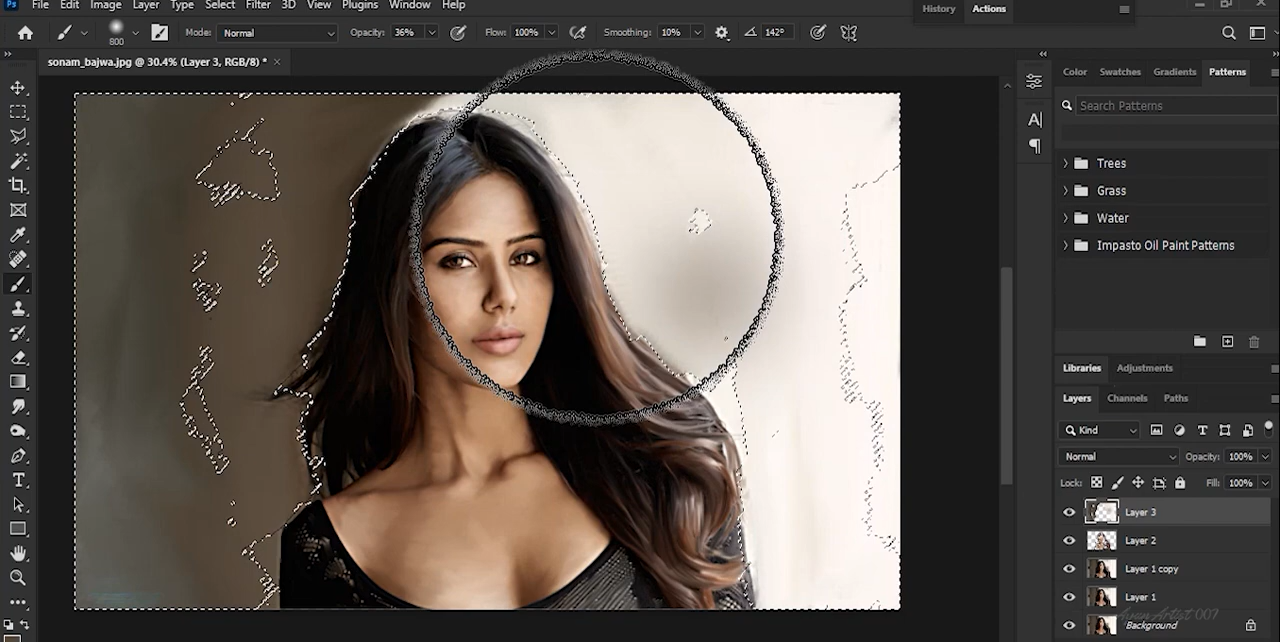 Ps File Edit Image Layer Type Select Filter 3D View Plugins Window Help
History Actions
800 Mode: Normal Opacity: 36% Flow: 100% Smoothing: 10% 142°
sonam_bajwa.jpg @ 30.4% (Layer 3, RGB/8) * ×
Color Swatches Gradients Patterns
Search Patterns
Trees
Grass
Water
Impasto Oil Paint Patterns
Libraries Adjustments
Layers Channels Paths
Kind
Normal Opacity: 100%
Lock: Fill: 100%
Layer 3
Layer 2
Layer 1 copy
Layer 1
Background